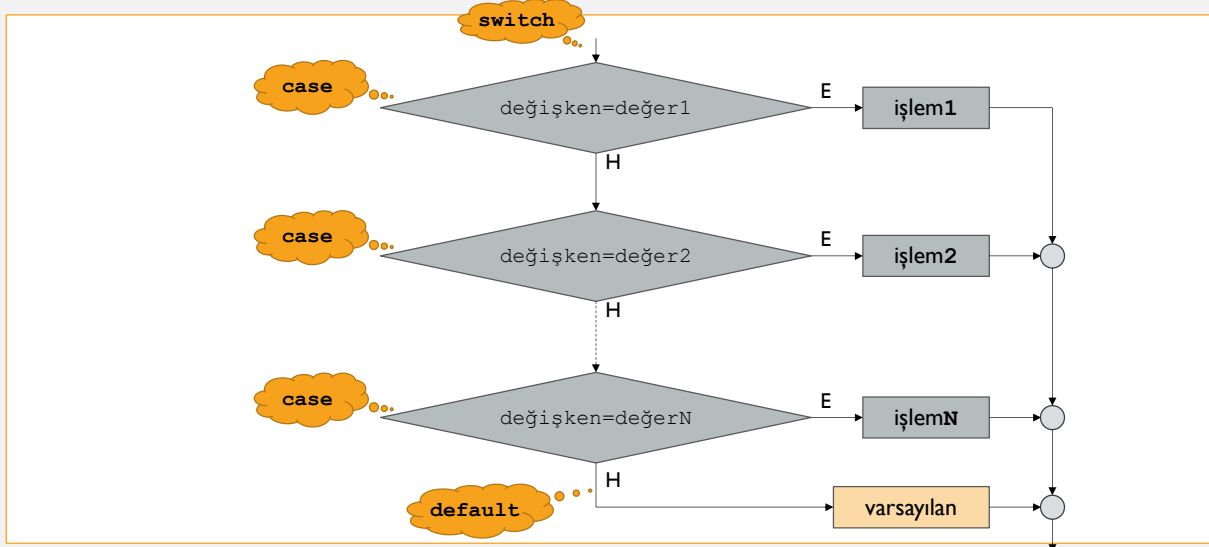 switch
case
değişken=değer1
E
işlem1
H
case
değişken=değer2
E
işlem2
H
case
değişken=değerN
E
işlemN
H
default
varsayılan